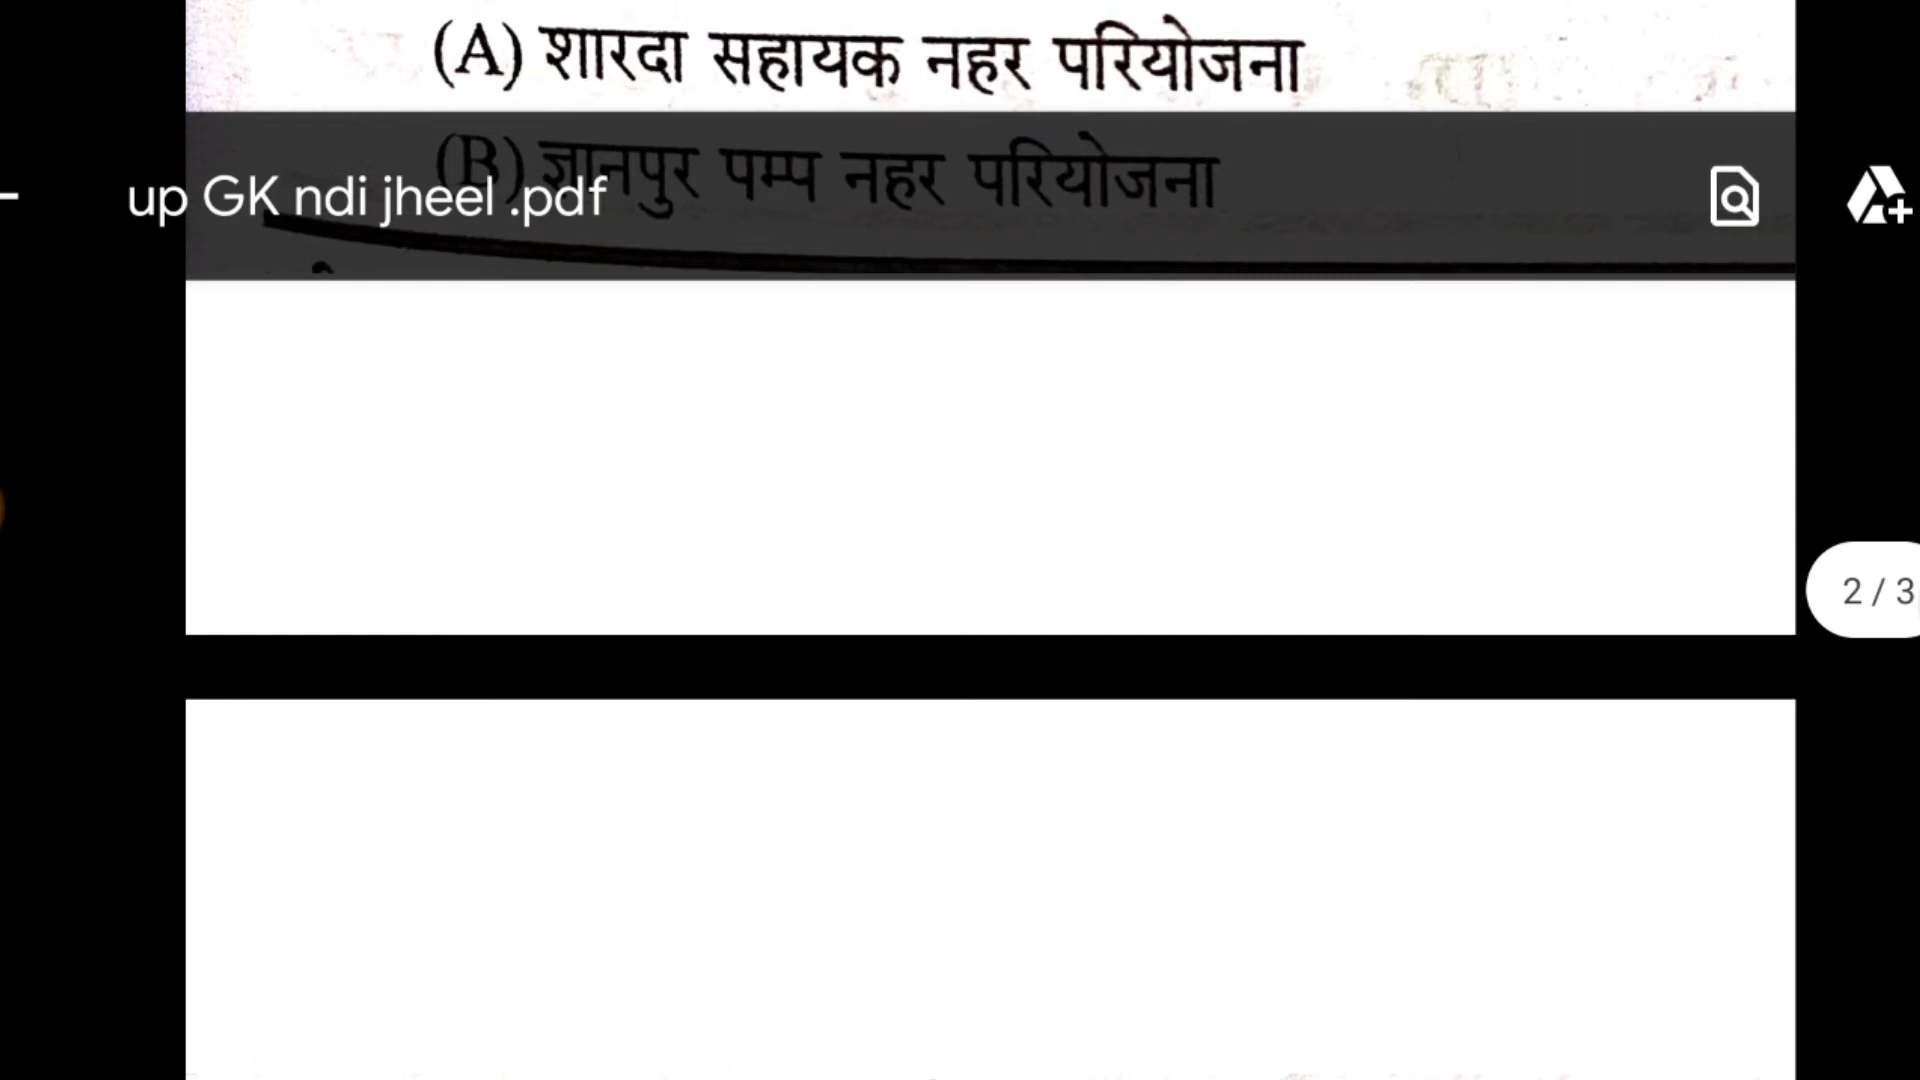 (A) शारदा सहायक नहर परियोजना
(B) ज्ञानपुर पम्प नहर परियोजना
up GK ndi jheel .pdf
2 / 3